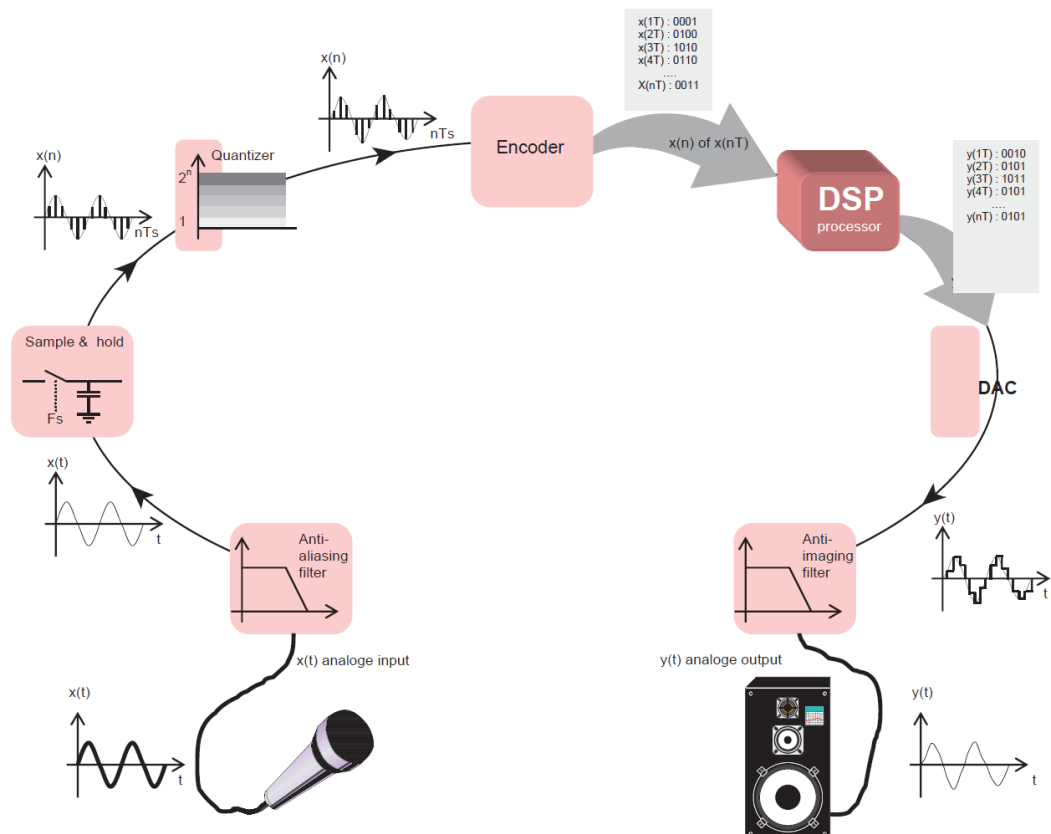 x(n)
nTs
Quantizer
2ⁿ
1
x(n)
nTs
Encoder
x(1T) : 0001
x(2T) : 0100
x(3T) : 1010
x(4T) : 0110
....
X(nT) : 0011
x(n) of x(nT)
DSP
processor
y(1T) : 0010
y(2T) : 0101
y(3T) : 1011
y(4T) : 0101
....
y(nT) : 0101
Sample & hold
Fs
DAC
x(t)
t
Anti-
aliasing
filter
Anti-
imaging
filter
y(t)
t
x(t) analoge input
y(t) analoge output
x(t)
t
y(t)
t